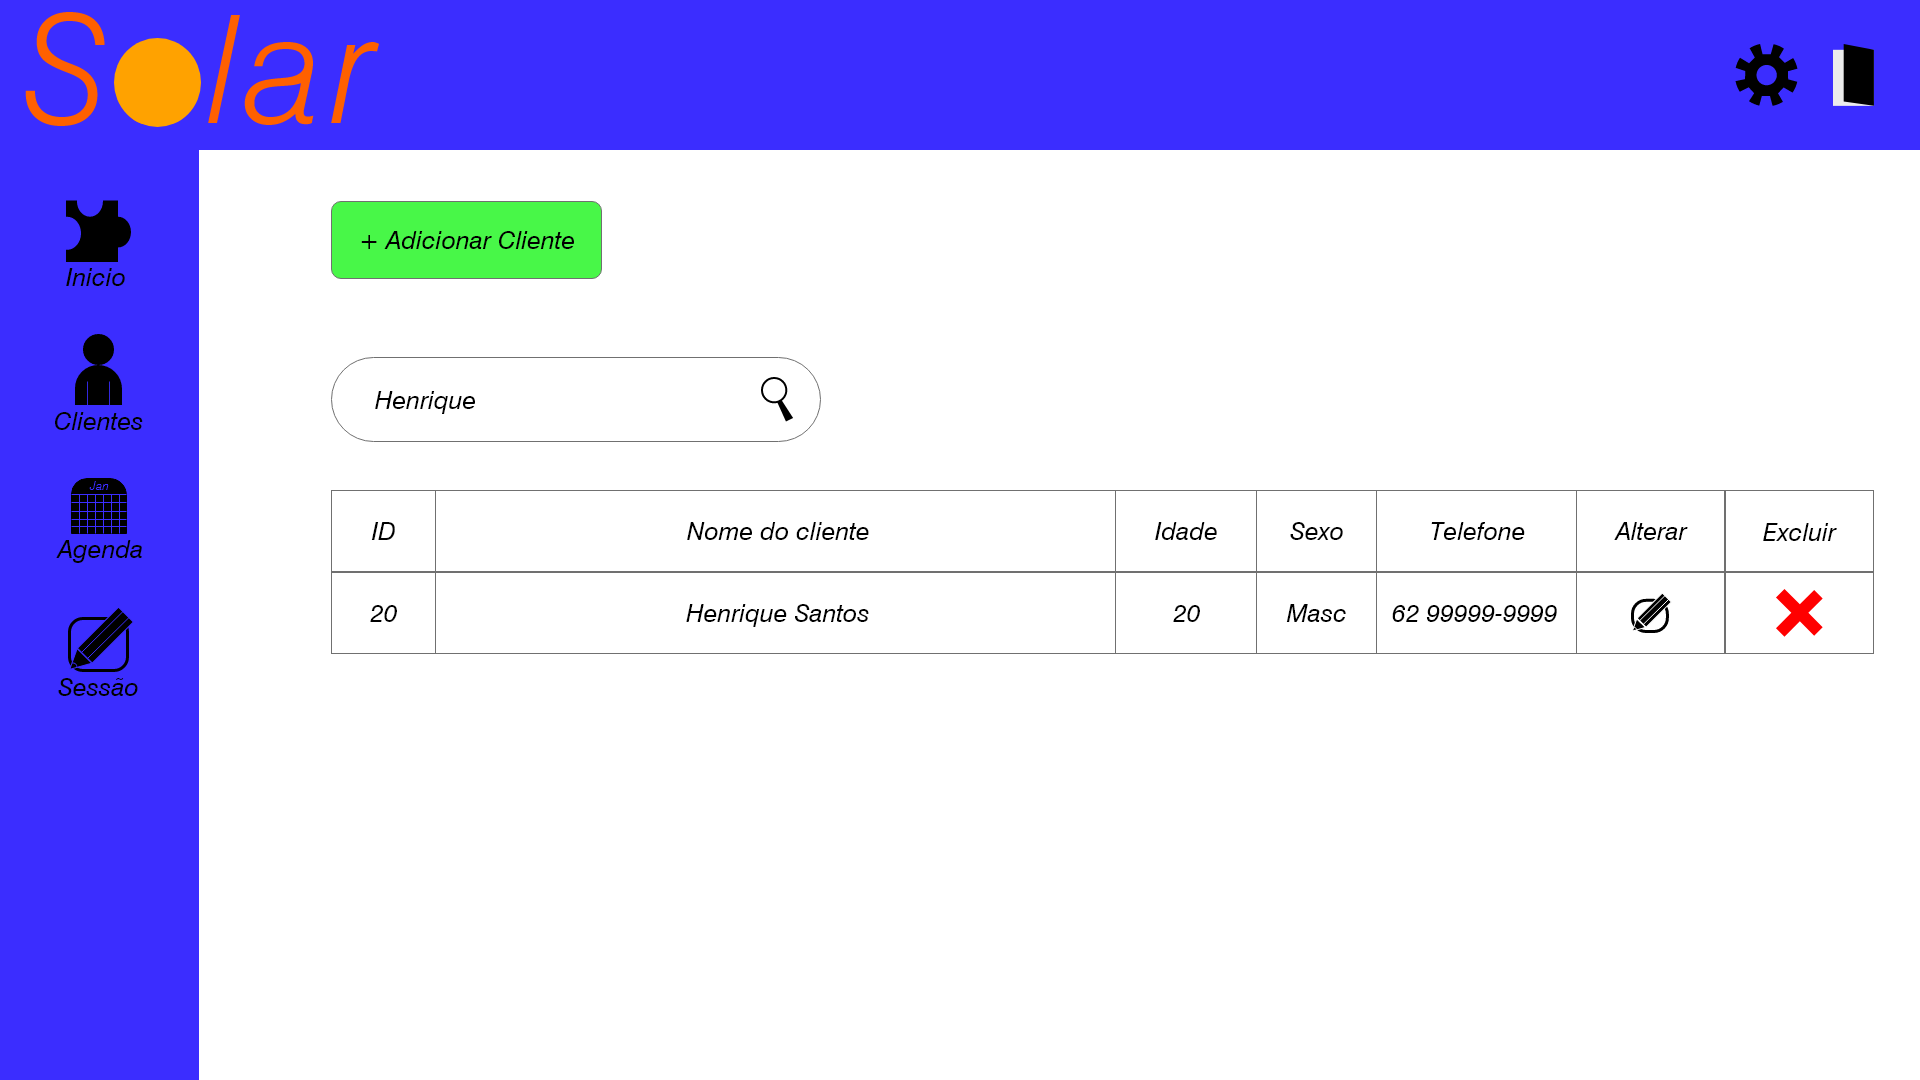 Solar
Inicio
Clientes
Jan
Agenda
Sessão
+ Adicionar Cliente
Henrique
ID Nome do cliente Idade Sexo Telefone Alterar Excluir
20 Henrique Santos 20 Masc 62 99999-9999